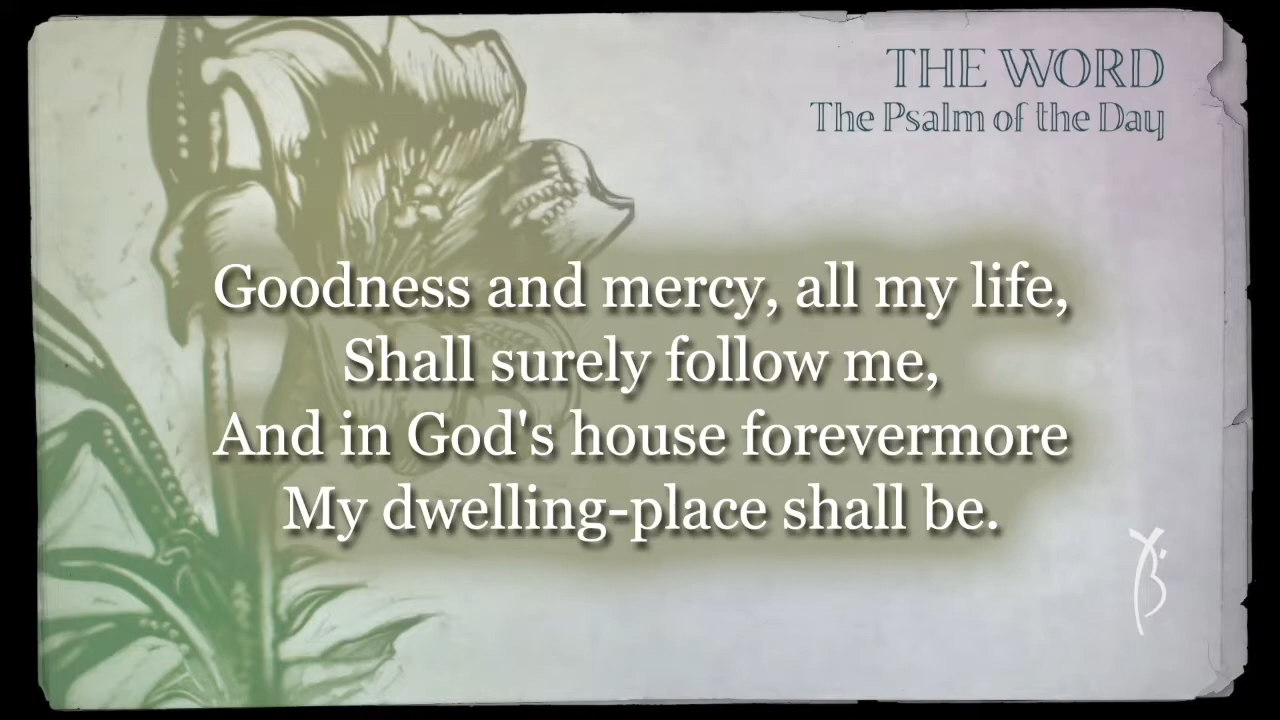 THE WORD
The Psalm of the Day
Goodness and mercy, all my life,
Shall surely follow me,
And in God's house forevermore
My dwelling-place shall be.